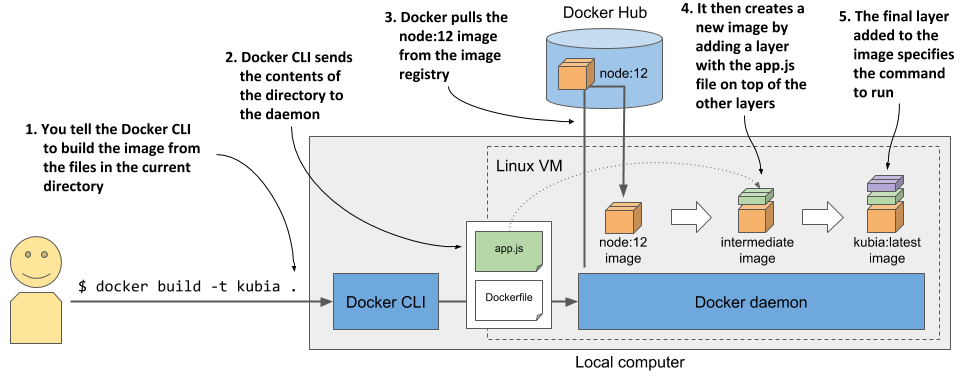 Docker Hub
node:12
1. You tell the Docker CLI
to build the image from
the files in the current
directory
2. Docker CLI sends
the contents of
the directory to
the daemon
3. Docker pulls the
node:12 image
from the image
registry
4. It then creates a
new image by
adding a layer
with the app.js
file on top of the
other layers
5. The final layer
added to the
image specifies
the command
to run
Linux VM
node:12
image
intermediate
image
kubia:latest
image
app.js
Dockerfile
$ docker build -t kubia .
Docker CLI
Docker daemon
Local computer